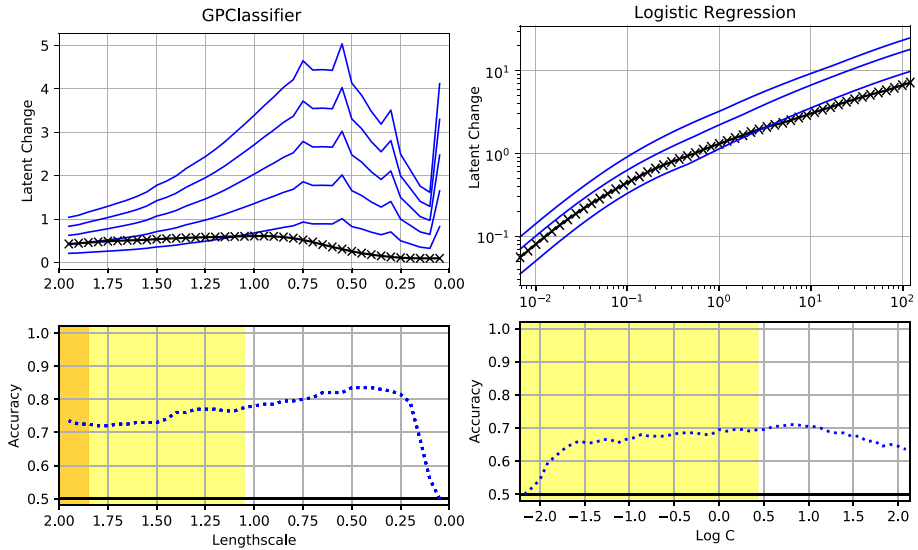 GPClassifier
Logistic Regression
Latent Change
5
4
3
2
1
0
2.00 1.75 1.50 1.25 1.00 0.75 0.50 0.25 0.00
Latent Change
10¹
10⁰
10⁻¹
10⁻² 10⁻¹ 10⁰ 10¹ 10²
Accuracy
1.0
0.9
0.8
0.7
0.6
0.5
2.00 1.75 1.50 1.25 1.00 0.75 0.50 0.25 0.00
Lengthscale
Accuracy
1.0
0.9
0.8
0.7
0.6
0.5
−2.0 −1.5 −1.0 −0.5 0.0 0.5 1.0 1.5 2.0
Log C